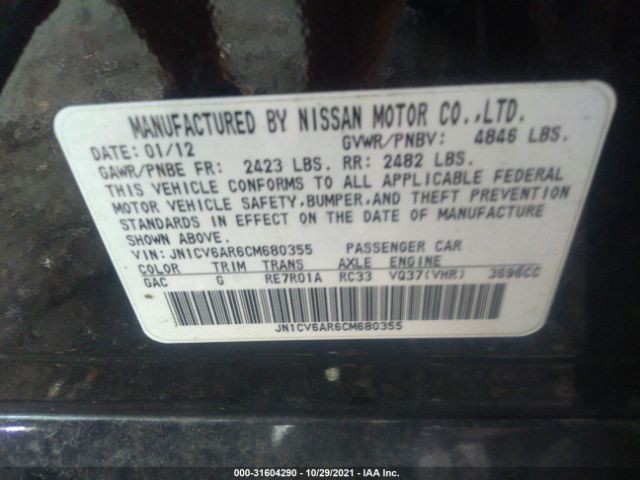 MANUFACTURED BY NISSAN MOTOR CO.,LTD.
DATE: 01/12 GVWR/PNBV: 4846 LBS.
GAWR/PNBE FR: 2423 LBS. RR: 2482 LBS.
THIS VEHICLE CONFORMS TO ALL APPLICABLE FEDERAL
MOTOR VEHICLE SAFETY,BUMPER,AND THEFT PREVENTION
STANDARDS IN EFFECT ON THE DATE OF MANUFACTURE
SHOWN ABOVE.
VIN: JN1CV6AR6CM680355 PASSENGER CAR
COLOR TRIM TRANS AXLE ENGINE
GAC G RE7R01A RC33 VQ37(VHR) 3696CC
JN1CV6AR6CM680355
000-31604290 - 10/29/2021 - IAA Inc.